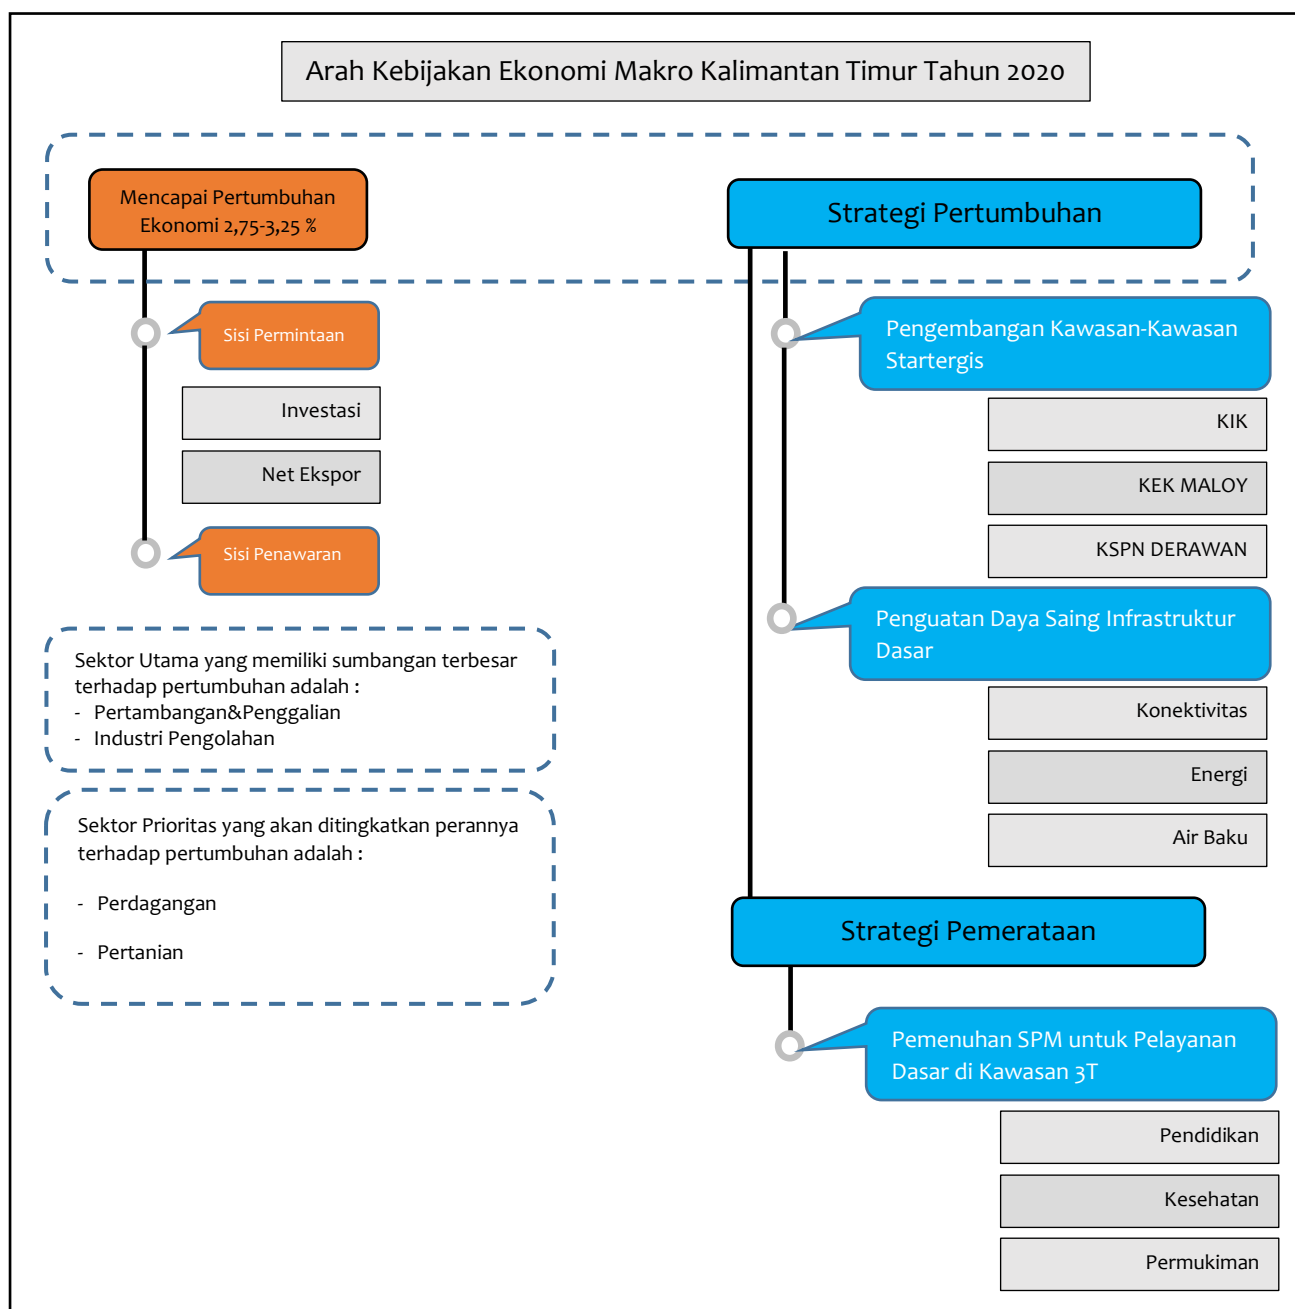 Arah Kebijakan Ekonomi Makro Kalimantan Timur Tahun 2020
Mencapai Pertumbuhan
Ekonomi 2,75-3,25 %
Sisi Permintaan
Investasi
Net Ekspor
Sisi Penawaran
Sektor Utama yang memiliki sumbangan terbesar
terhadap pertumbuhan adalah :
- Pertambangan&Penggalian
- Industri Pengolahan
Sektor Prioritas yang akan ditingkatkan perannya
terhadap pertumbuhan adalah :
- Perdagangan
- Pertanian
Strategi Pertumbuhan
Pengembangan Kawasan-Kawasan
Startergis
KIK
KEK MALOY
KSPN DERAWAN
Penguatan Daya Saing Infrastruktur
Dasar
Konektivitas
Energi
Air Baku
Strategi Pemerataan
Pemenuhan SPM untuk Pelayanan
Dasar di Kawasan 3T
Pendidikan
Kesehatan
Permukiman